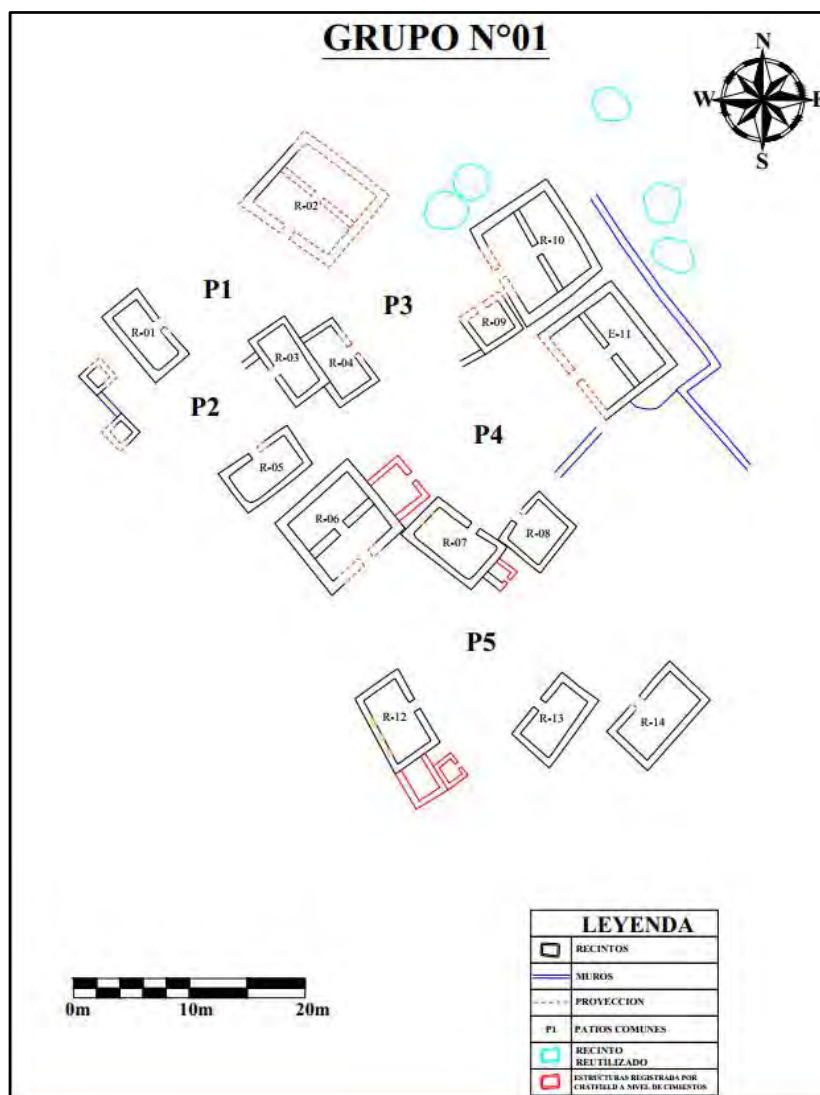 GRUPO N°01
N
W
E
S
R-02
R-10
P1
P3
R-09
R-01
R-03
R-04
E-11
P2
P4
R-05
R-06
R-07
R-08
P5
R-12
R-13
R-14
0m
10m
20m
LEYENDA
RECINTOS
MUROS
PROYECCION
P1 PATIOS COMUNES
RECINTO
REUTILIZADO
ESTRUCTURAS REGISTRADA POR
CHATFIELD A NIVEL DE CIMIENTOS